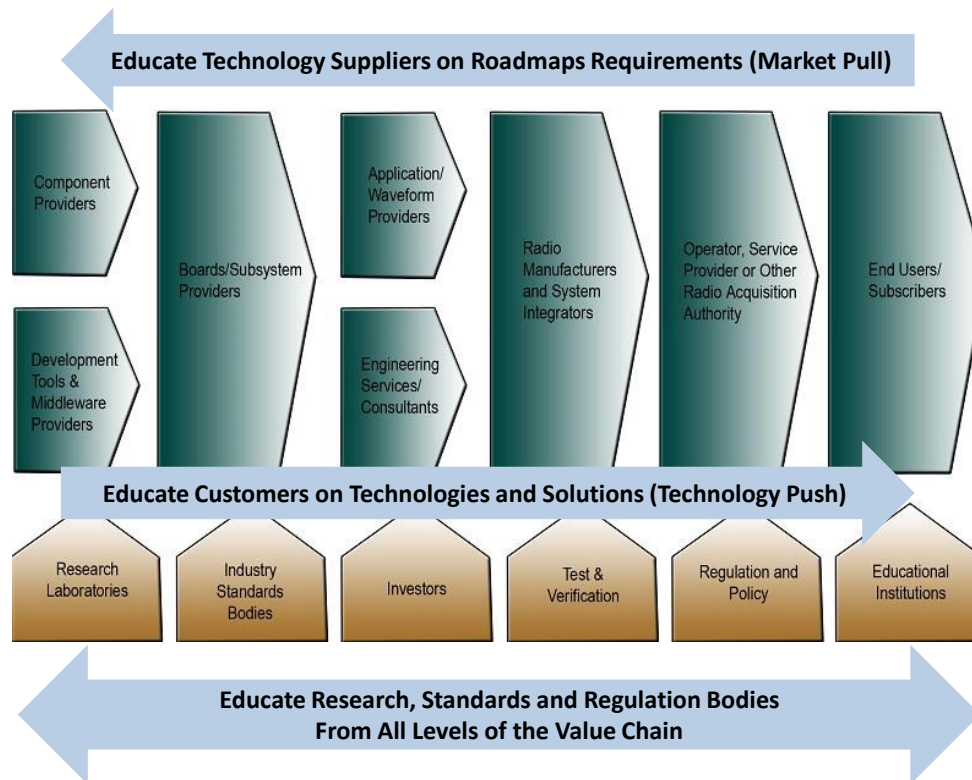 Educate Technology Suppliers on Roadmaps Requirements (Market Pull)
Component
Providers
Development
Tools &
Middleware
Providers
Boards/Subsystem
Providers
Application/
Waveform
Providers
Engineering
Services/
Consultants
Radio
Manufacturers
and System
Integrators
Operator, Service
Provider or Other
Radio Acquisition
Authority
End Users/
Subscribers
Educate Customers on Technologies and Solutions (Technology Push)
Research
Laboratories
Industry
Standards
Bodies
Investors
Test &
Verification
Regulation and
Policy
Educational
Institutions
Educate Research, Standards and Regulation Bodies
From All Levels of the Value Chain